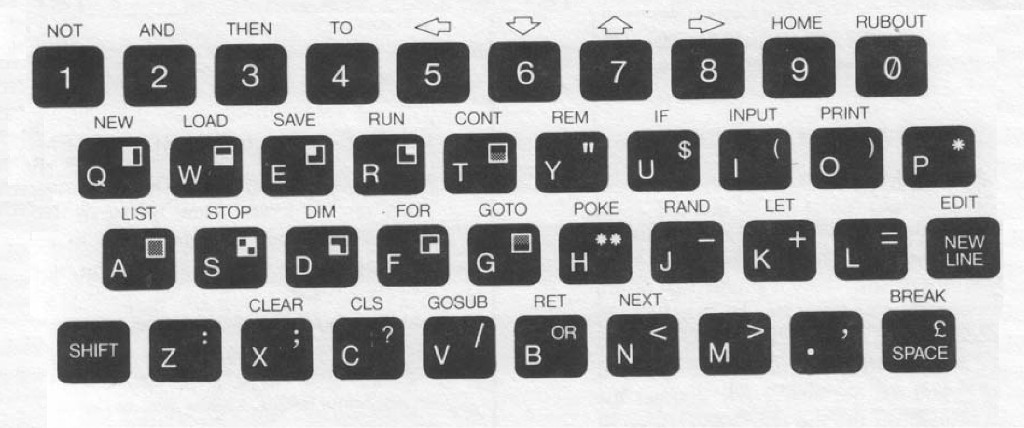 NOT AND THEN TO HOME RUBOUT
1 2 3 4 5 6 7 8 9 0
NEW LOAD SAVE RUN CONT REM IF INPUT PRINT
Q W E R T Y " U $ I ( O ) P *
LIST STOP DIM FOR GOTO POKE RAND LET EDIT
A S D F G H ** J - K + L = NEW LINE
CLEAR CLS GOSUB RET NEXT BREAK
SHIFT Z : X ; C ? V / B OR N < M > . , £ SPACE